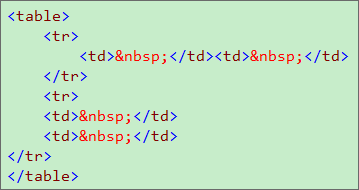 <table>
<tr>
<td>&nbsp;</td><td>&nbsp;</td>
</tr>
<tr>
<td>&nbsp;</td>
<td>&nbsp;</td>
</tr>
</table>